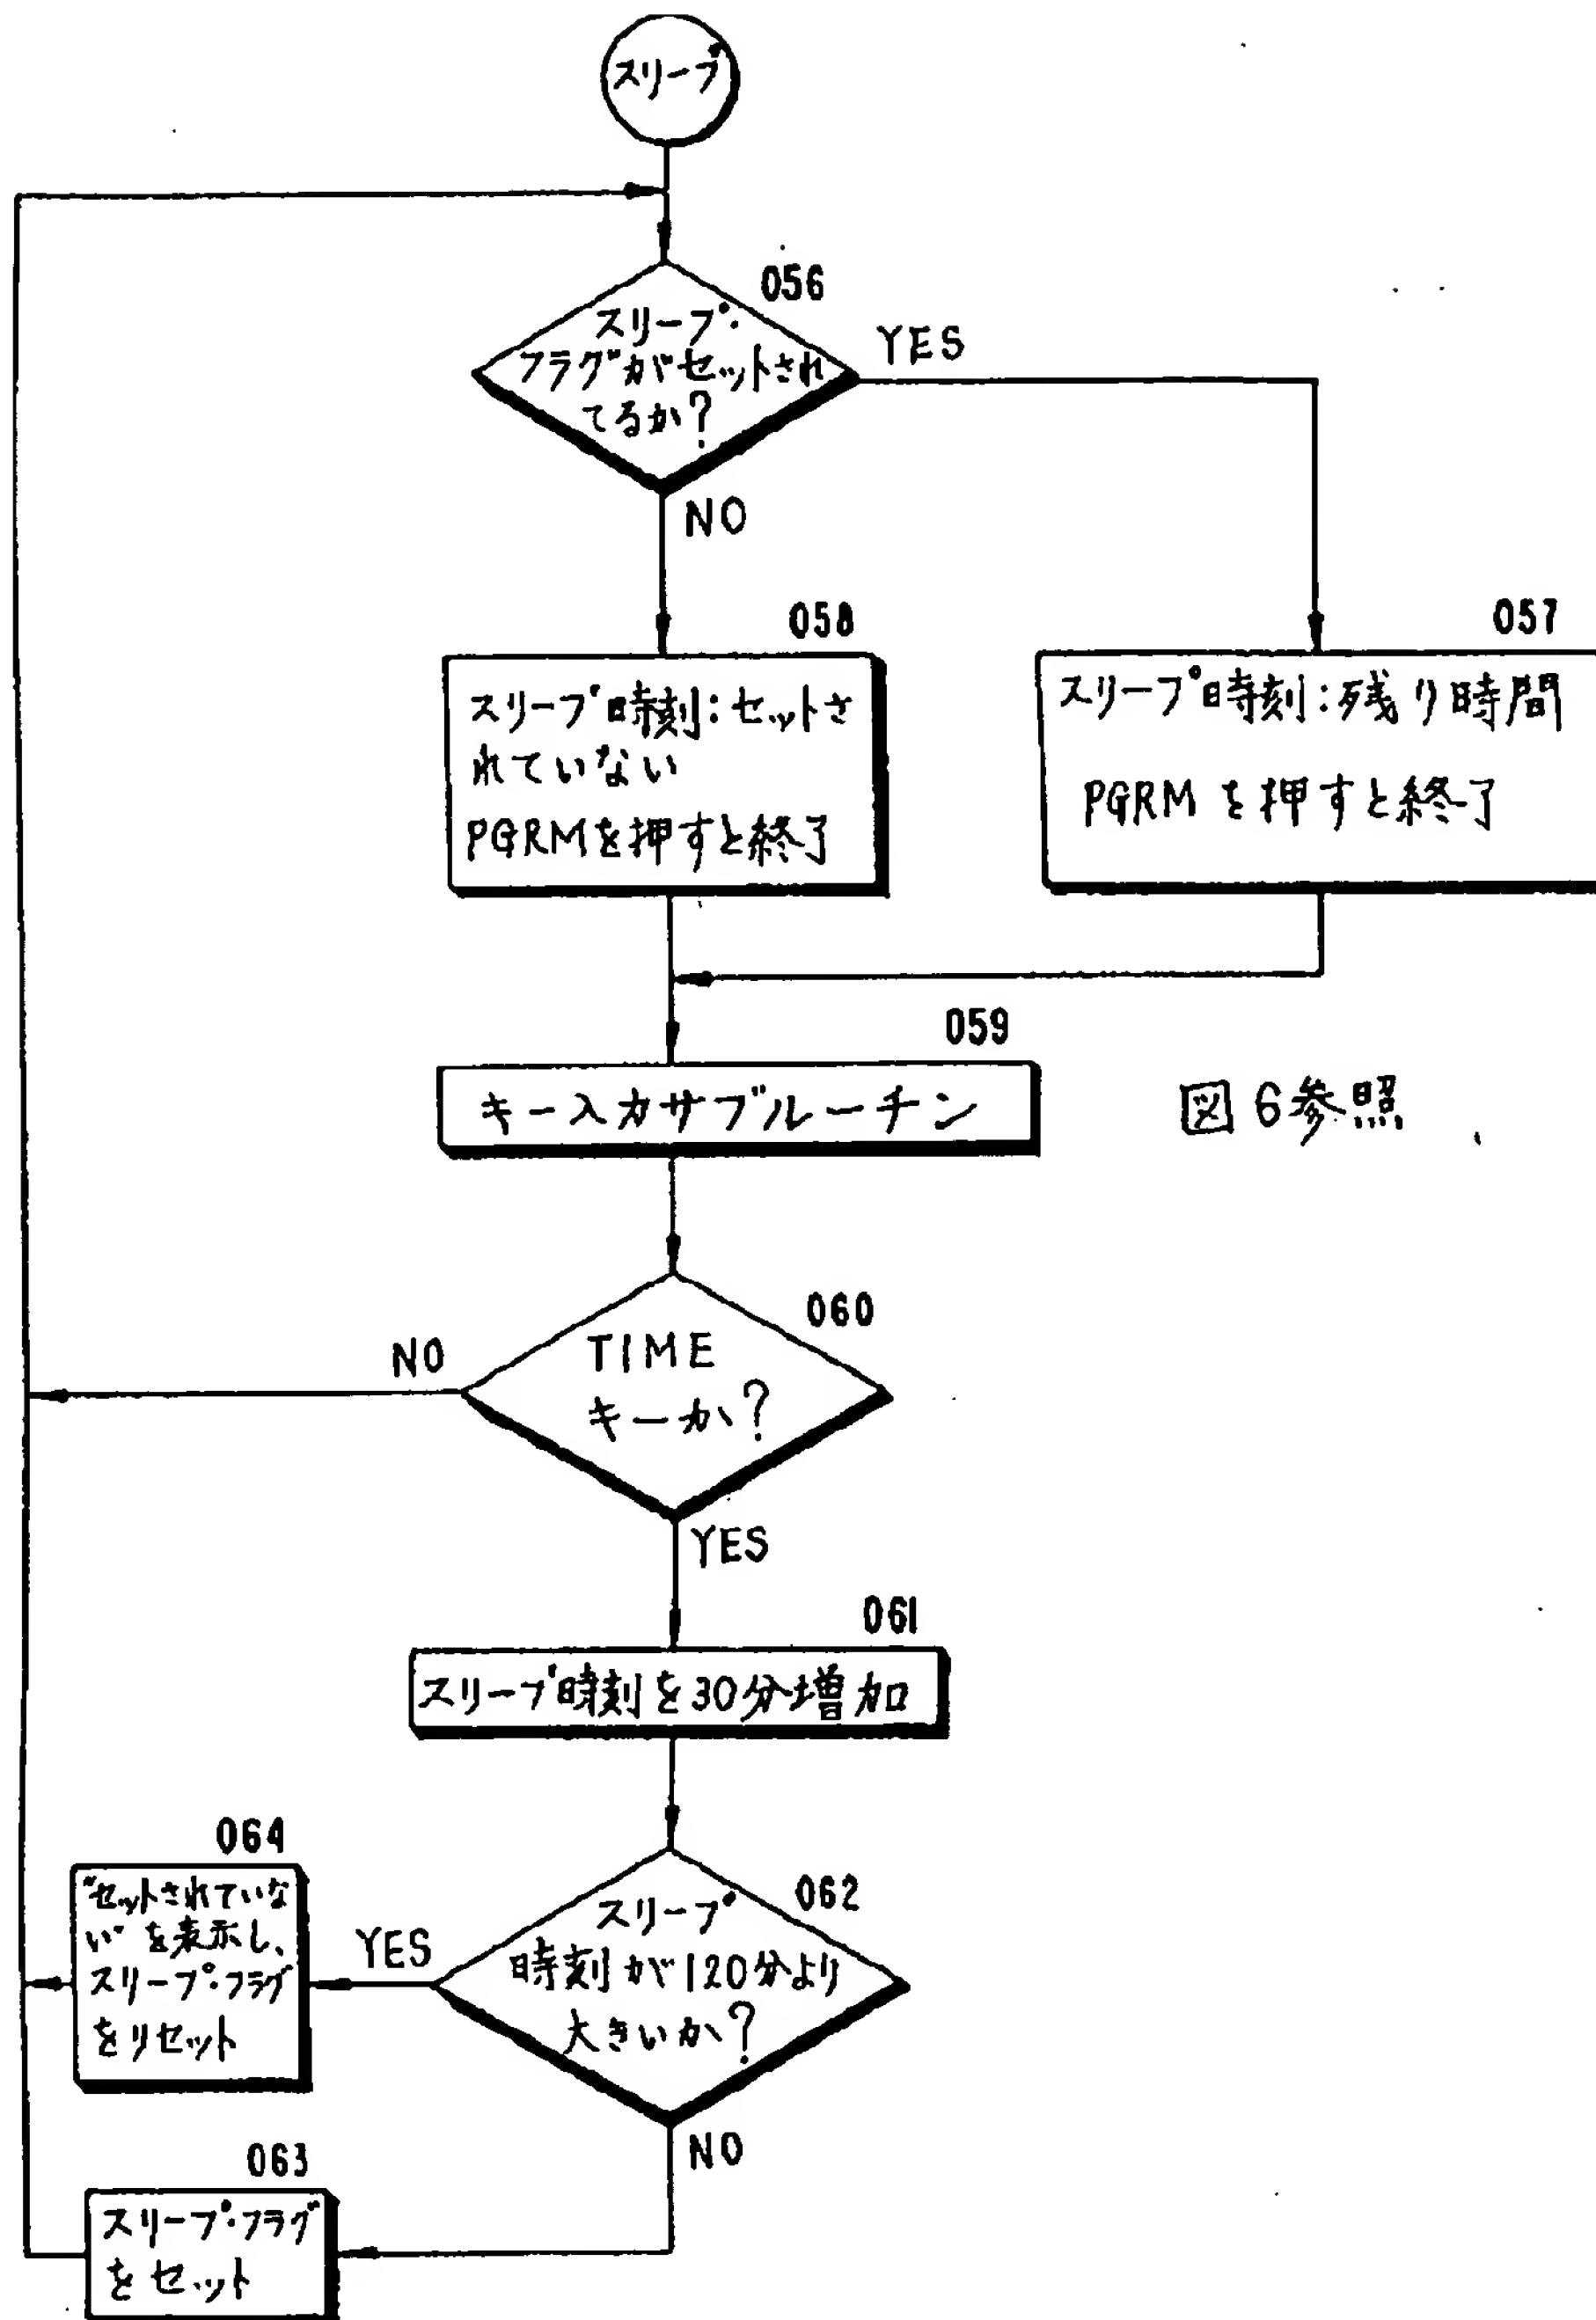 スリープ
056
スリープ・
フラグがセットされ
てるか?
YES
NO
058
スリープ時刻:セットさ
れていない
PGRMを押すと終了
057
スリープ時刻:残り時間
PGRMを押すと終了
059
キー入力サブルーチン
図6参照
060
TIME
キーか?
NO
YES
061
スリープ時刻を30分増加
062
スリープ
時刻が120分より
大きいか?
YES
NO
064
"セットされていな
い"を表示し、
スリープ・フラグ
をリセット
063
スリープ・フラグ
をセット